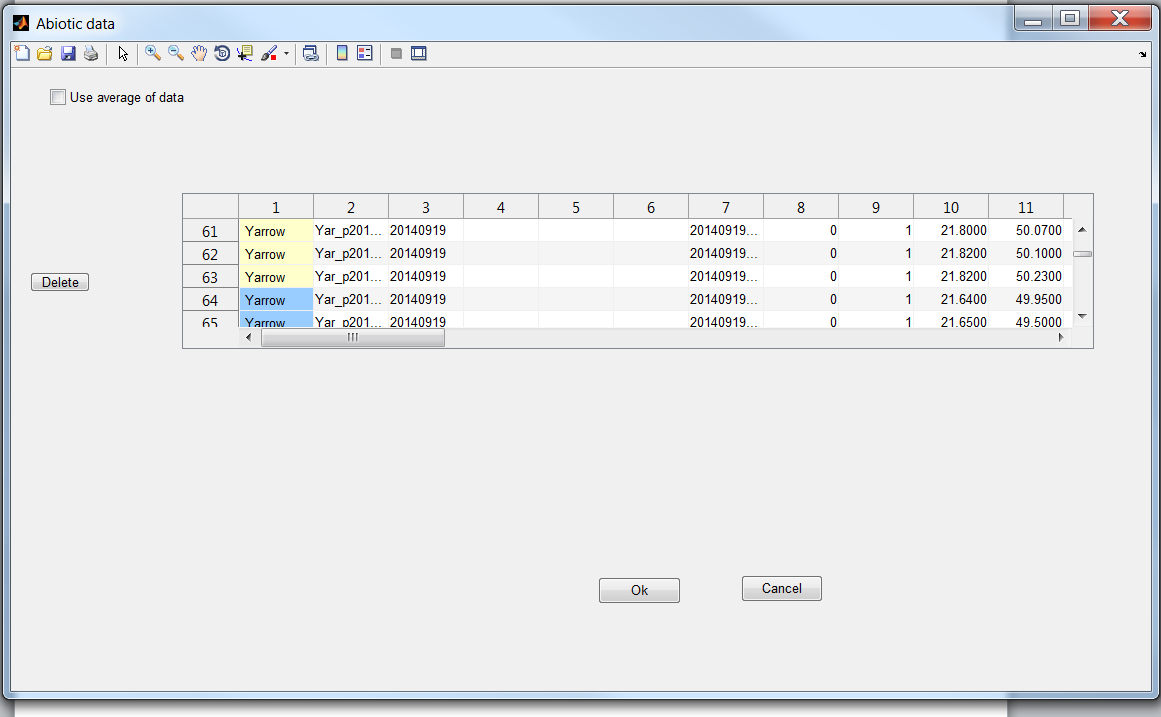 Abiotic data
Use average of data
1 2 3 4 5 6 7 8 9 10 11
61 Yarrow Yar_p201... 20140919 20140919... 0 1 21.8000 50.0700
62 Yarrow Yar_p201... 20140919 20140919... 0 1 21.8200 50.1000
63 Yarrow Yar_p201... 20140919 20140919... 0 1 21.8200 50.2300
64 Yarrow Yar_p201... 20140919 20140919... 0 1 21.6400 49.9500
65 Yarrow Yar_p201... 20140919 20140919... 0 1 21.6500 49.5000
Delete
Ok Cancel